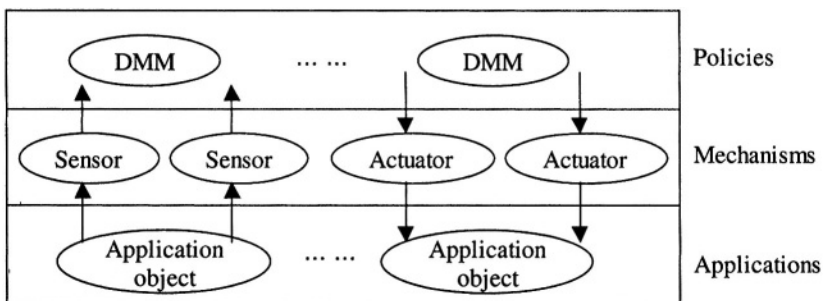 DMM
... ...
DMM
Policies
Sensor
Sensor
Actuator
Actuator
Mechanisms
Application
object
... ...
Application
object
Applications